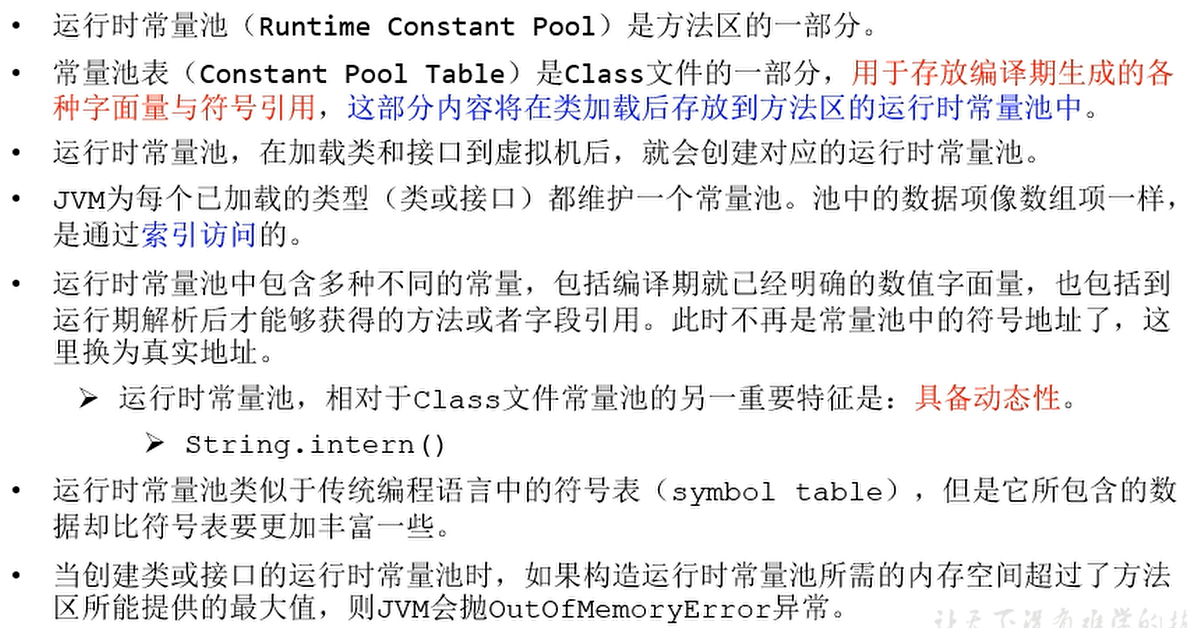 • 运行时常量池（Runtime Constant Pool）是方法区的一部分。
• 常量池表（Constant Pool Table）是Class文件的一部分，用于存放编译期生成的各
种字面量与符号引用，这部分内容将在类加载后存放到方法区的运行时常量池中。
• 运行时常量池，在加载类和接口到虚拟机后，就会创建对应的运行时常量池。
• JVM为每个已加载的类型（类或接口）都维护一个常量池。池中的数据项像数组项一样，
是通过索引访问的。
• 运行时常量池中包含多种不同的常量，包括编译期就已经明确的数值字面量，也包括到
运行期解析后才能够获得的方法或者字段引用。此时不再是常量池中的符号地址了，这
里换为真实地址。
➢ 运行时常量池，相对于Class文件常量池的另一重要特征是：具备动态性。
➢ String.intern()
• 运行时常量池类似于传统编程语言中的符号表（symbol table），但是它所包含的数
据却比符号表要更加丰富一些。
• 当创建类或接口的运行时常量池时，如果构造运行时常量池所需的内存空间超过了方法
区所能提供的最大值，则JVM会抛OutOfMemoryError异常。
让天下没有难学的技